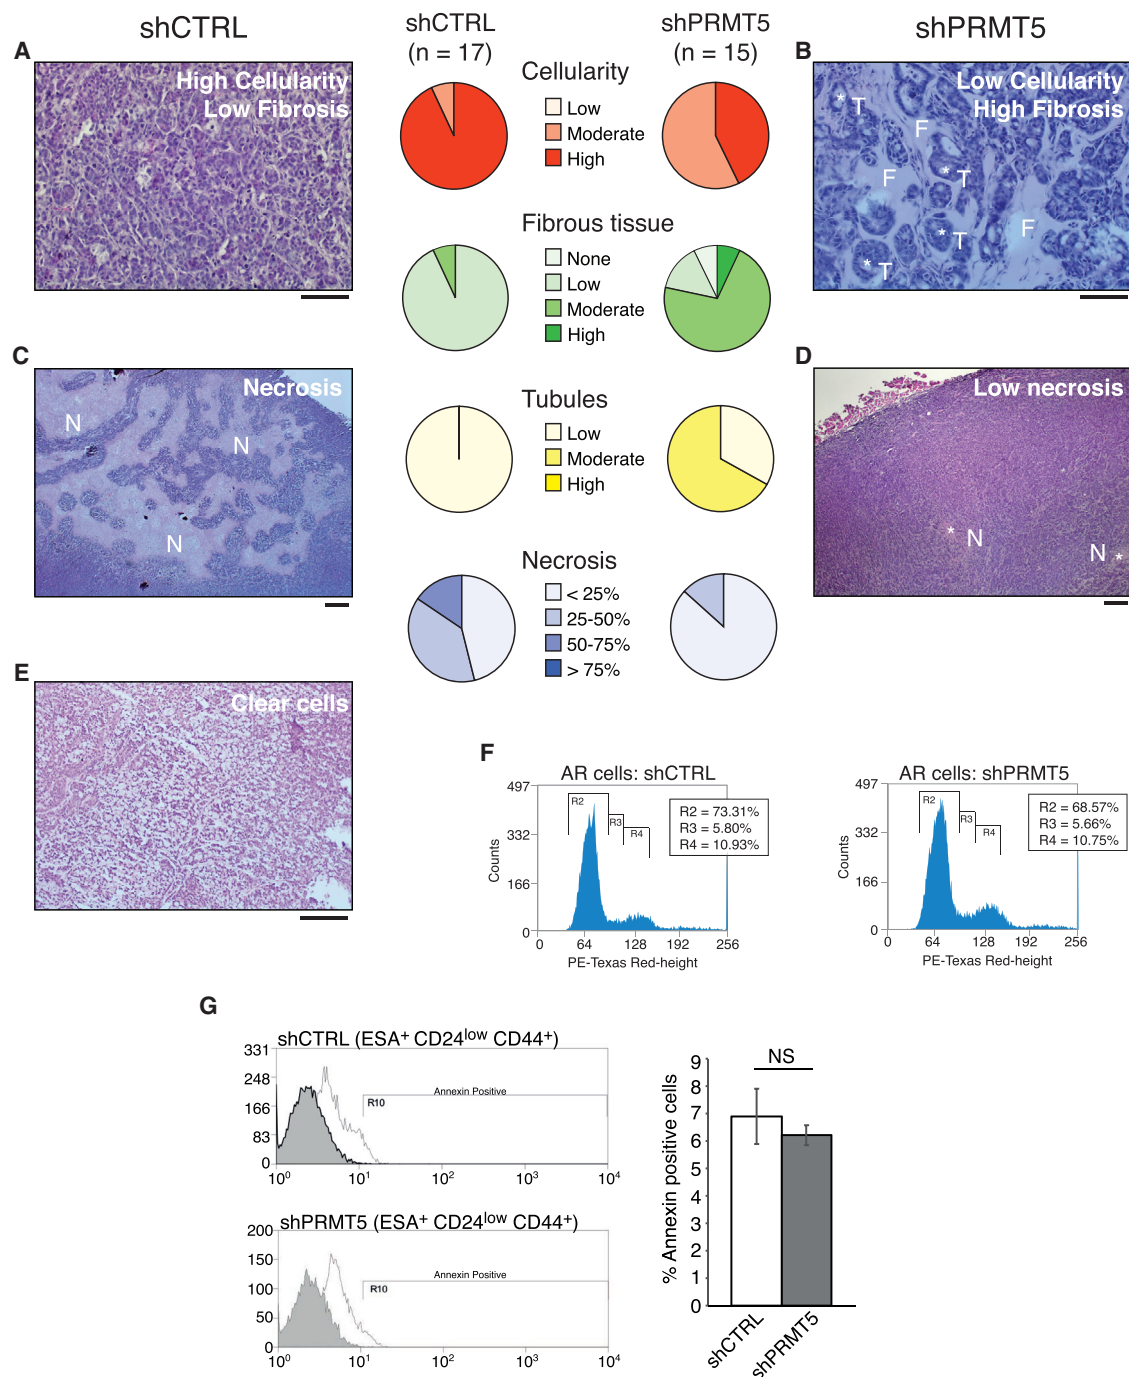 shCTRL
shCTRL
(n = 17)
shPRMT5
(n = 15)
shPRMT5
A
High Cellularity
Low Fibrosis
Cellularity
Low
Moderate
High
B
Low Cellularity
High Fibrosis
* T
F
F
* T
F
* T
* T
Fibrous tissue
None
Low
Moderate
High
C
Necrosis
N
N
N
Tubules
Low
Moderate
High
D
Low necrosis
* N
N *
Necrosis
< 25%
25-50%
50-75%
> 75%
E
Clear cells
F
AR cells: shCTRL
497
332
166
0
Counts
R2
R3
R4
R2 = 73.31%
R3 = 5.80%
R4 = 10.93%
0 64 128 192 256
PE-Texas Red-height
AR cells: shPRMT5
497
332
166
0
Counts
R2
R3
R4
R2 = 68.57%
R3 = 5.66%
R4 = 10.75%
0 64 128 192 256
PE-Texas Red-height
G
shCTRL (ESA+ CD24low CD44+)
331
248
166
83
0
Annexin Positive
R10
10⁰ 10¹ 10² 10³ 10⁴
shPRMT5 (ESA+ CD24low CD44+)
200
150
100
50
0
Annexin Positive
R10
10⁰ 10¹ 10² 10³ 10⁴
% Annexin positive cells
9
8
7
6
5
4
3
2
1
0
NS
shCTRL
shPRMT5